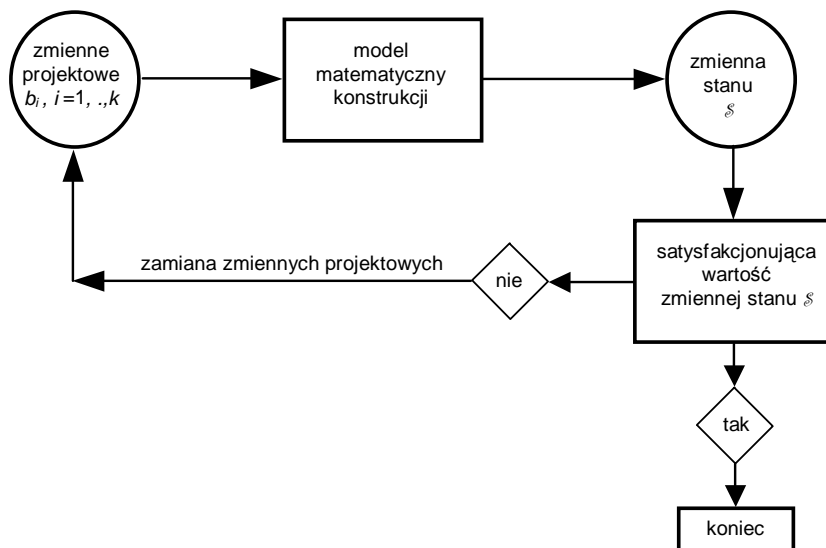 zmienne
projektowe
bᵢ, i=1, .,k
model
matematyczny
konstrukcji
zmienna
stanu
𝒮
satysfakcjonująca
wartość
zmiennej stanu 𝒮
nie
zamiana zmiennych projektowych
tak
koniec